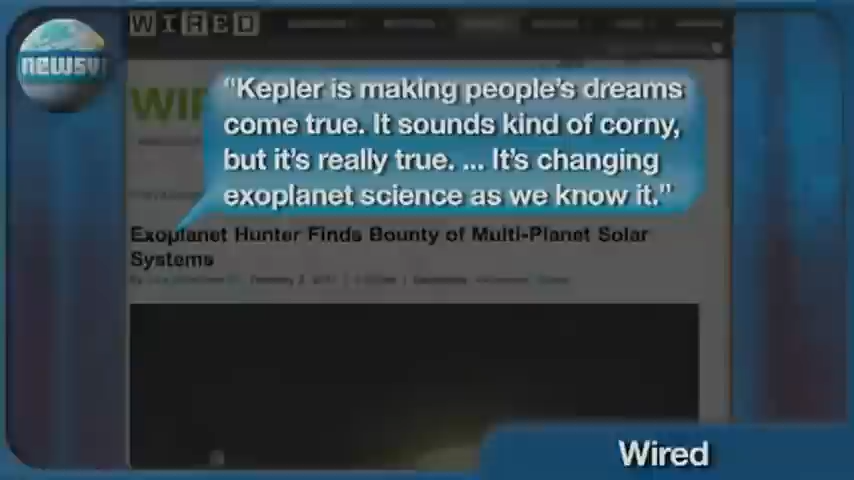 WIRED
newsy
WIR
"Kepler is making people's dreams
come true. It sounds kind of corny,
but it's really true. ... It's changing
exoplanet science as we know it."
Exoplanet Hunter Finds Bounty of Multi-Planet Solar
Systems
Wired